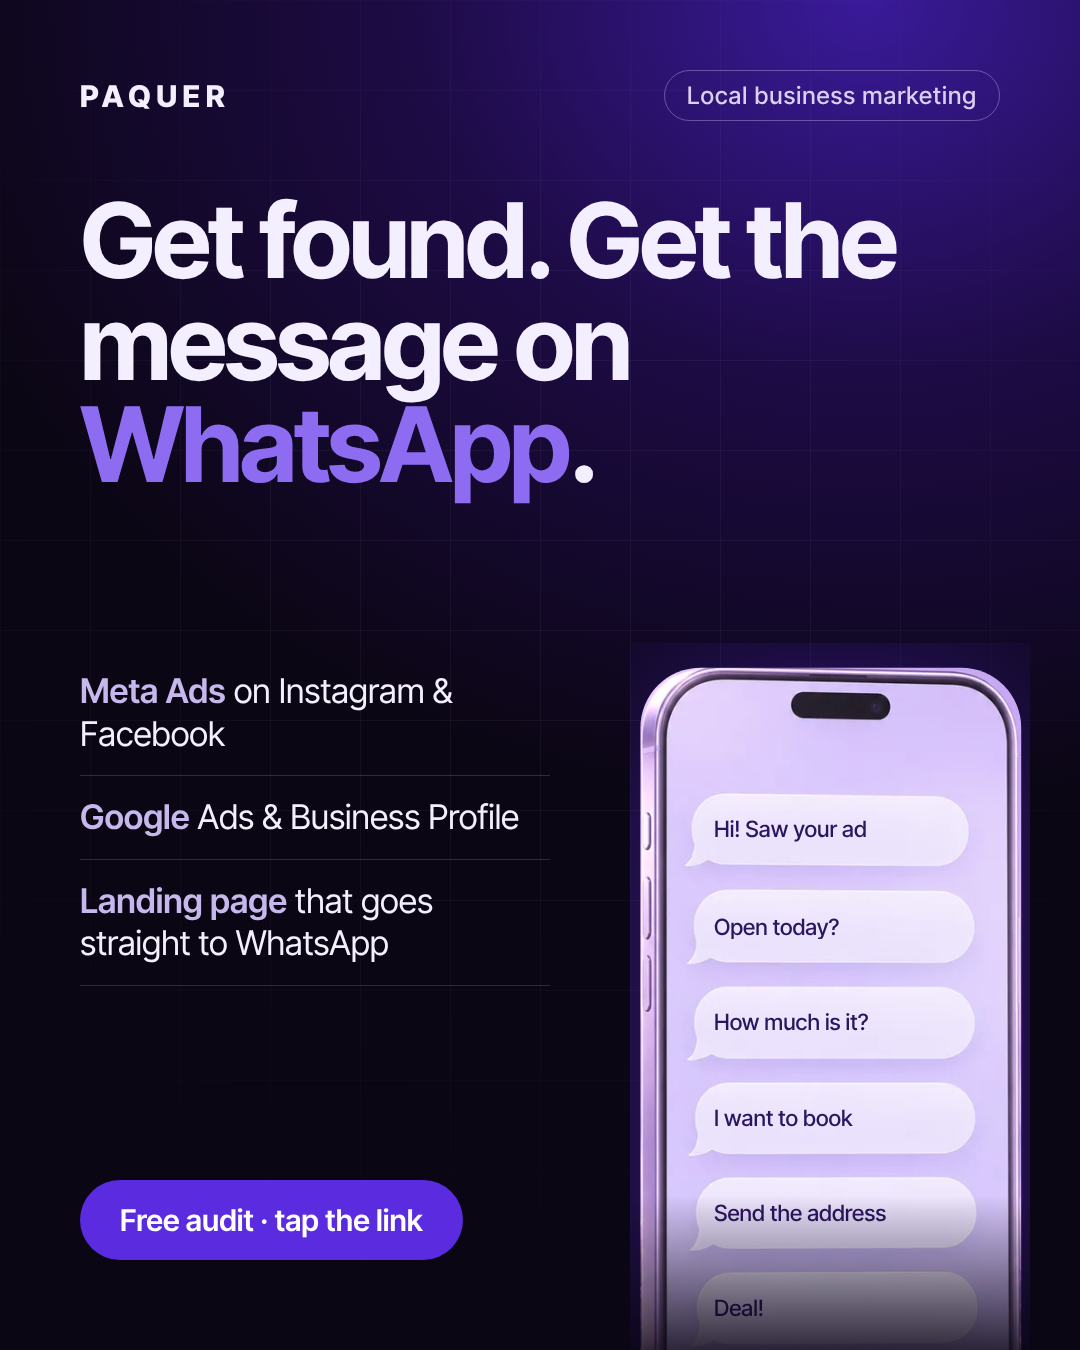 PAQUER
Local business marketing
Get found. Get the
message on
WhatsApp.
Meta Ads on Instagram &
Facebook
Google Ads & Business Profile
Landing page that goes
straight to WhatsApp
Free audit · tap the link
Hi! Saw your ad
Open today?
How much is it?
I want to book
Send the address
Deal!